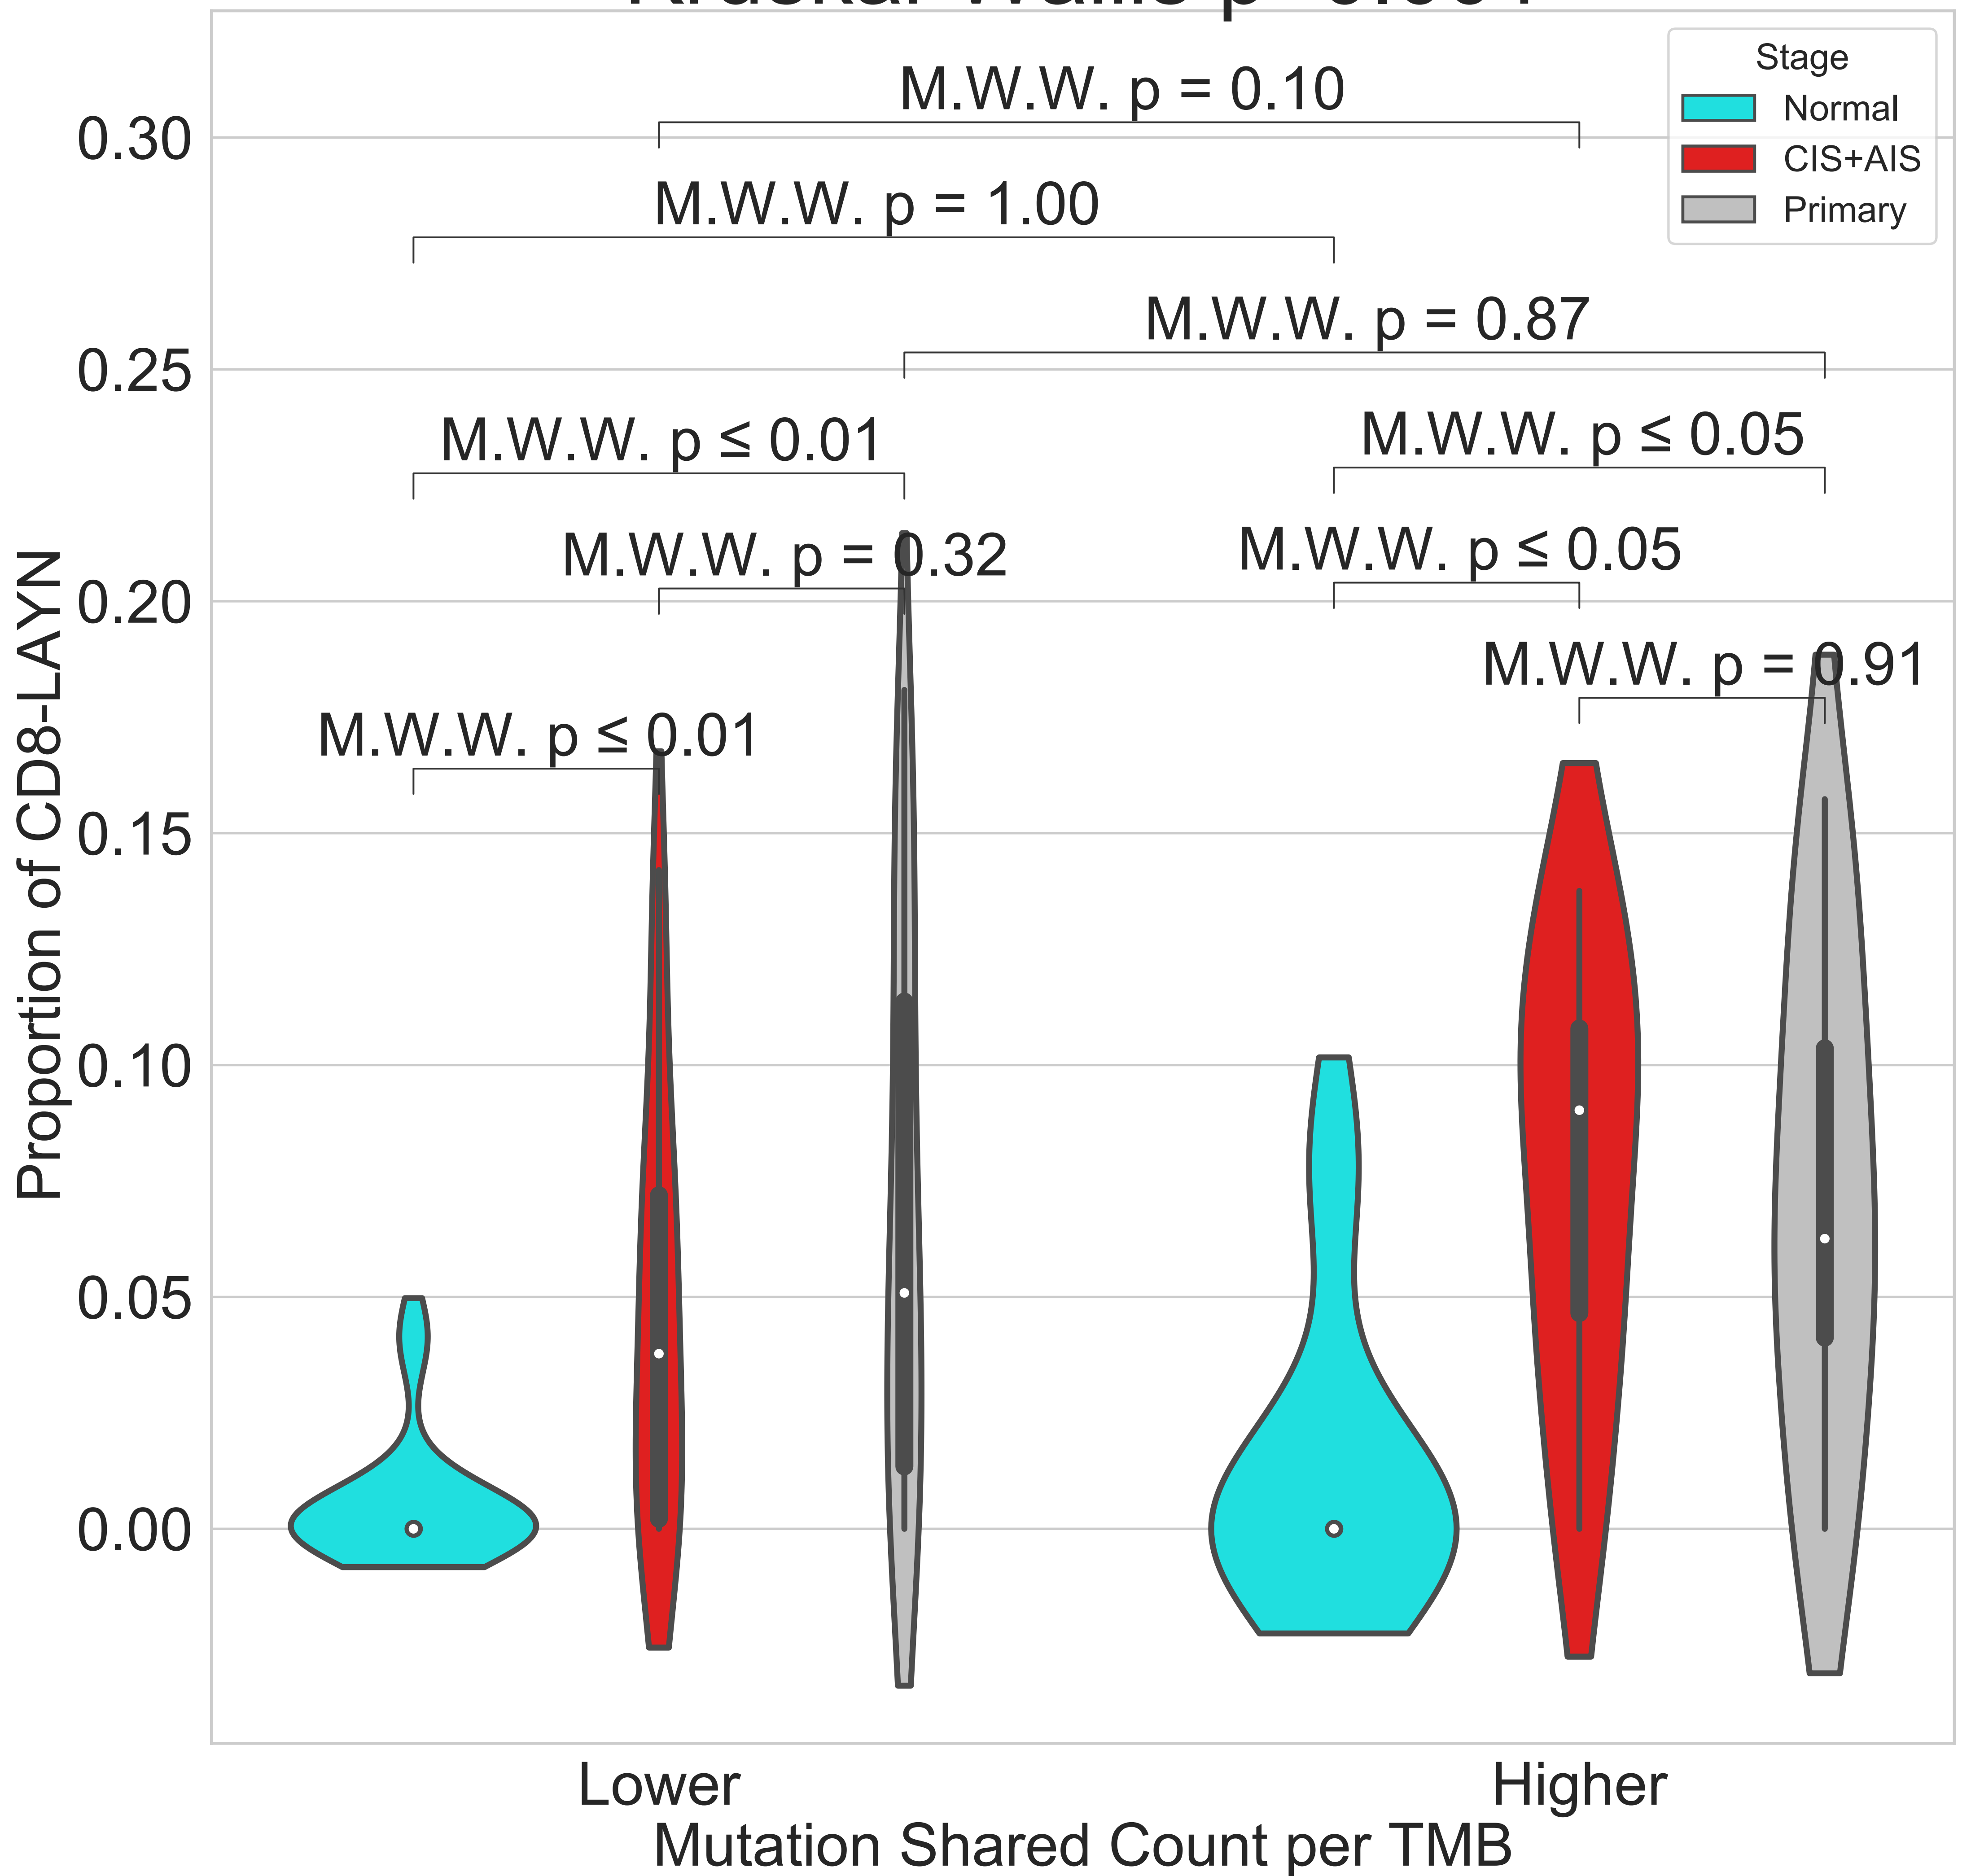 M.W.W. p = 0.10
Stage
Normal
CIS+AIS
Primary
M.W.W. p = 1.00
M.W.W. p = 0.87
M.W.W. p ≤ 0.01
M.W.W. p ≤ 0.05
M.W.W. p = 0.32
M.W.W. p ≤ 0.05
M.W.W. p = 0.91
M.W.W. p ≤ 0.01
0.30
0.25
0.20
0.15
0.10
0.05
0.00
Proportion of CD8-LAYN
Lower
Higher
Mutation Shared Count per TMB